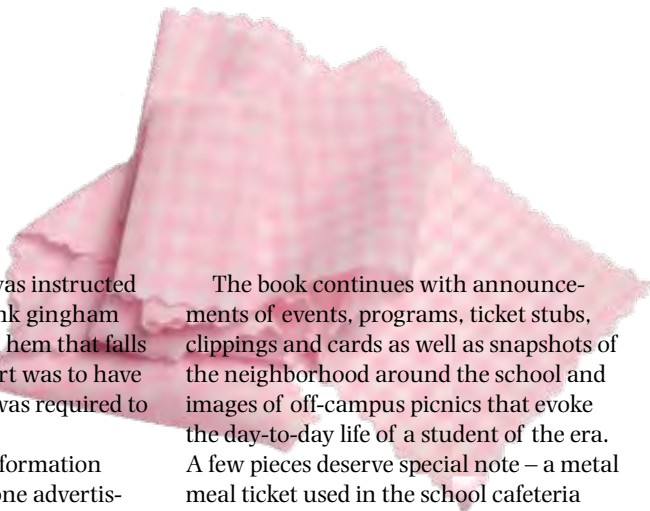 was instructed
nk gingham
hem that falls
rt was to have
was required to
formation
one advertis-
The book continues with announce-
ments of events, programs, ticket stubs,
clippings and cards as well as snapshots of
the neighborhood around the school and
images of off-campus picnics that evoke
the day-to-day life of a student of the era.
A few pieces deserve special note – a metal
meal ticket used in the school cafeteria